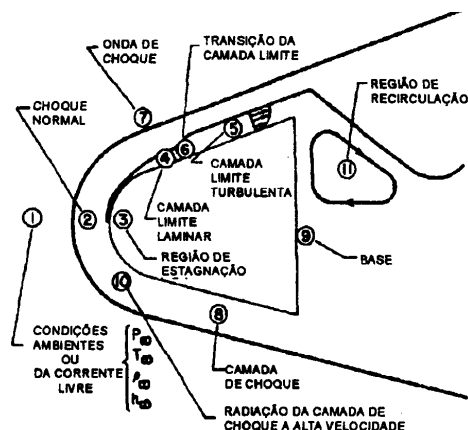 ONDA DE
CHOQUE
TRANSIÇÃO DA
CAMADA LIMITE
7
CHOQUE
NORMAL
REGIÃO DE
RECIRCULAÇÃO
5
6
4
11
CAMADA
LIMITE
TURBULENTA
1
2
3
CAMADA
LIMITE
LAMINAR
9
REGIÃO DE
ESTAGNAÇÃO
BASE
10
8
CONDIÇÕES
AMBIENTES
OU
DA CORRENTE
LIVRE
P∞
T∞
ρ∞
h∞
CAMADA
DE CHOQUE
RADIAÇÃO DA CAMADA DE
CHOQUE A ALTA VELOCIDADE